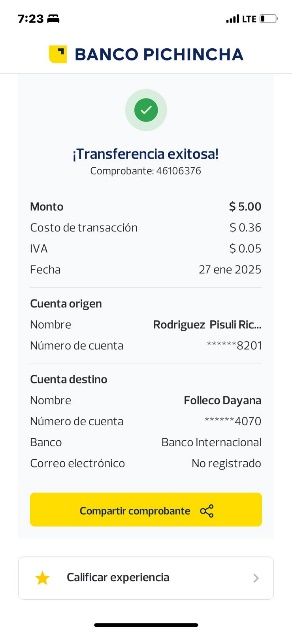 7:23 LTE
BANCO PICHINCHA
¡Transferencia exitosa!
Comprobante: 46106376
Monto $ 5.00
Costo de transacción $ 0.36
IVA $ 0.05
Fecha 27 ene 2025
Cuenta origen
Nombre Rodriguez Pisuli Ric...
Número de cuenta ******8201
Cuenta destino
Nombre Folleco Dayana
Número de cuenta ******4070
Banco Banco Internacional
Correo electrónico No registrado
Compartir comprobante
Calificar experiencia